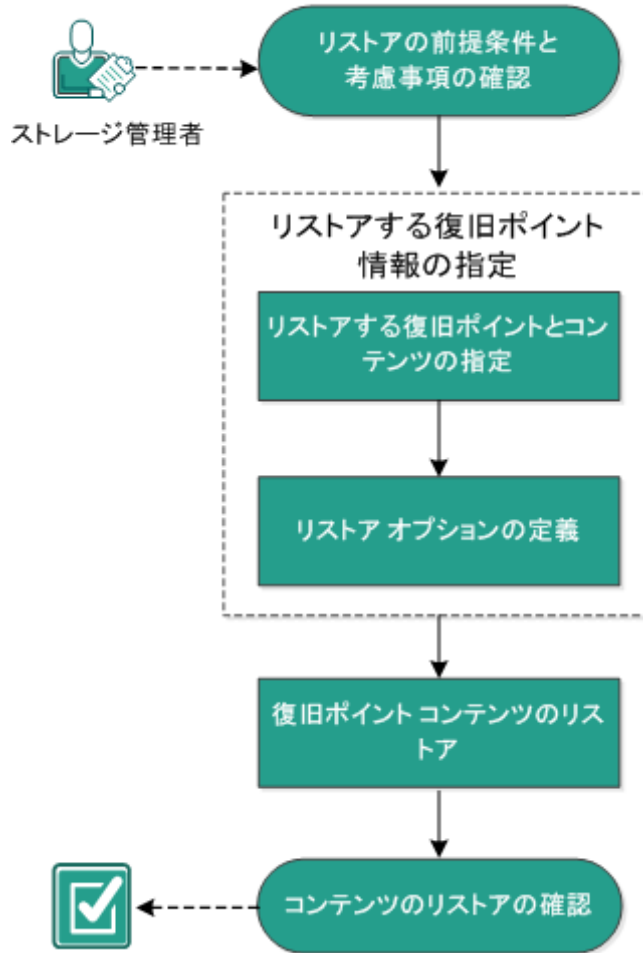 リストアの前提条件と
考慮事項の確認
ストレージ管理者
リストアする復旧ポイント
情報の指定
リストアする復旧ポイントとコン
テンツの指定
リストア オプションの定義
復旧ポイント コンテンツのリス
トア
コンテンツのリストアの確認